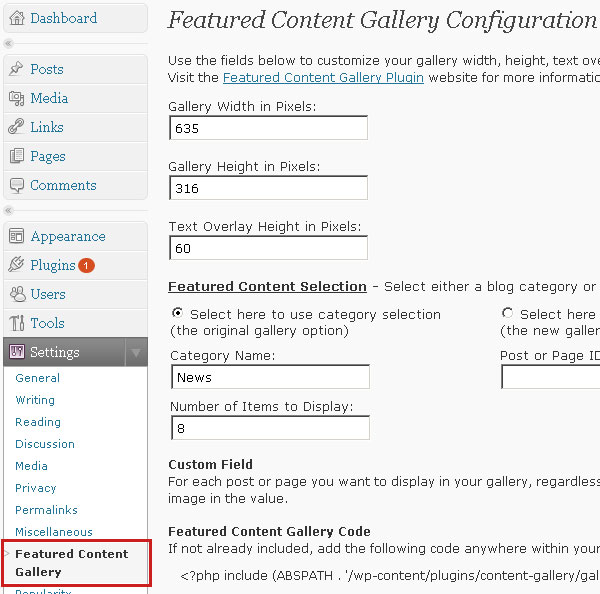 Dashboard
Posts
Media
Links
Pages
Comments
Appearance
Plugins 1
Users
Tools
Settings
General
Writing
Reading
Discussion
Media
Privacy
Permalinks
Miscellaneous
Featured Content
Gallery
Popularity
Featured Content Gallery Configuration
Use the fields below to customize your gallery width, height, text ove
Visit the Featured Content Gallery Plugin website for more informatio
Gallery Width in Pixels:
635
Gallery Height in Pixels:
316
Text Overlay Height in Pixels:
60
Featured Content Selection - Select either a blog category or
Select here to use category selection
(the original gallery option)
Category Name:
News
Number of Items to Display:
8
Select here
(the new galler
Post or Page ID
Custom Field
For each post or page you want to display in your gallery, regardless
image in the value.
Featured Content Gallery Code
If not already included, add the following code anywhere within your
<?php include (ABSPATH . '/wp-content/plugins/content-gallery/gal